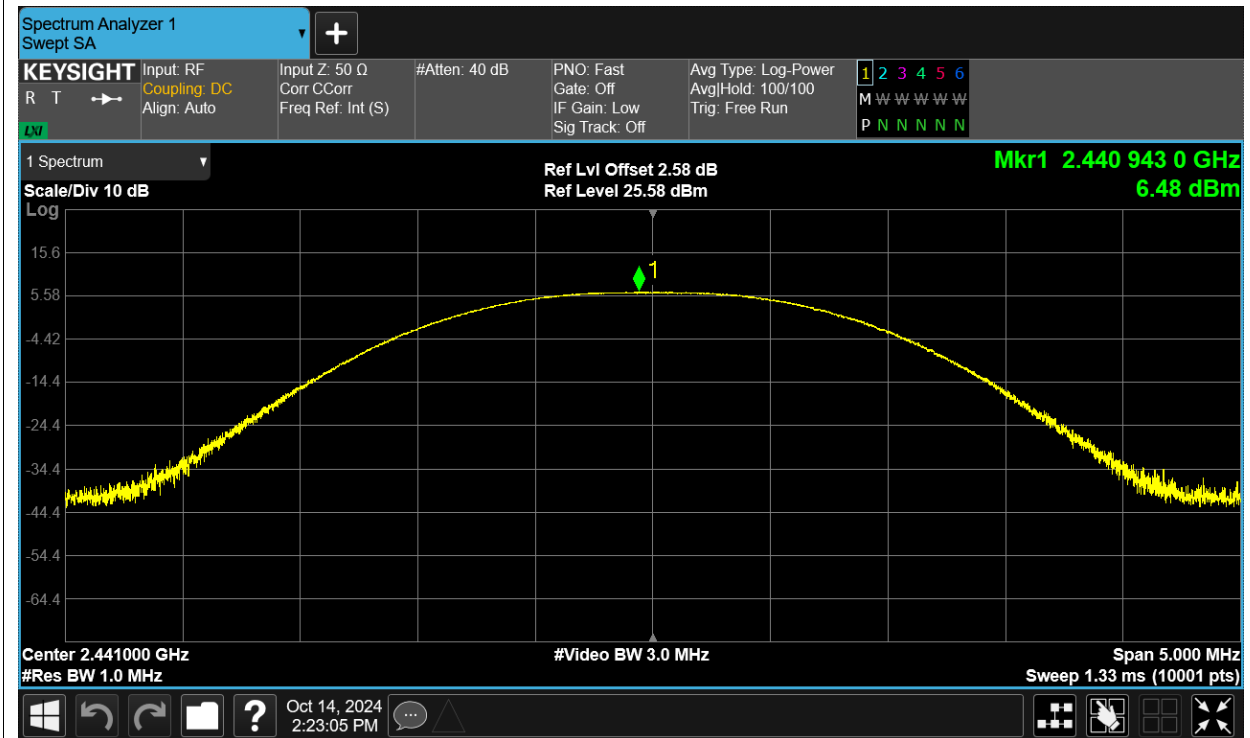 Spectrum Analyzer 1
Swept SA
KEYSIGHT
R T
LXI
Input: RF
Coupling: DC
Align: Auto
Input Z: 50 Ω
Corr CCorr
Freq Ref: Int (S)
#Atten: 40 dB
PNO: Fast
Gate: Off
IF Gain: Low
Sig Track: Off
Avg Type: Log-Power
Avg|Hold: 100/100
Trig: Free Run
1 2 3 4 5 6
M W W W W W
P N N N N N
1 Spectrum
Scale/Div 10 dB
Log
Ref Lvl Offset 2.58 dB
Ref Level 25.58 dBm
Mkr1 2.440 943 0 GHz
6.48 dBm
15.6
1
5.58
-4.42
-14.4
-24.4
-34.4
-44.4
-54.4
-64.4
Center 2.441000 GHz
#Res BW 1.0 MHz
#Video BW 3.0 MHz
Span 5.000 MHz
Sweep 1.33 ms (10001 pts)
?
Oct 14, 2024
2:23:05 PM